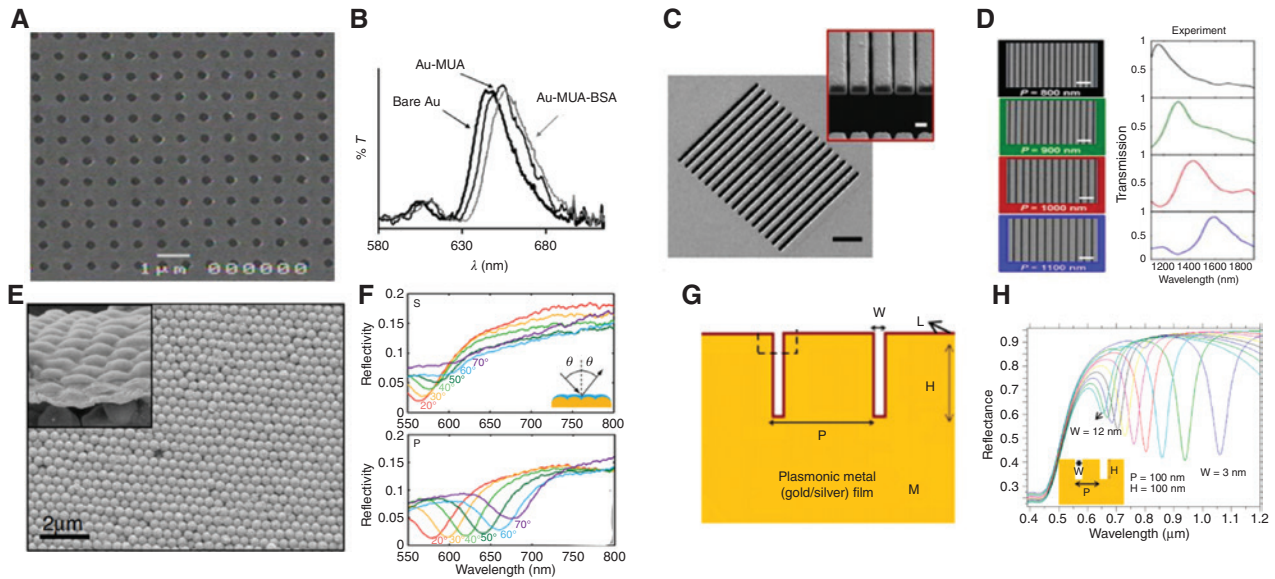 A
1 µm 000000
B
Au-MUA
Bare Au
Au-MUA-BSA
% T
580
630
680
λ (nm)
C
D
Experiment
P = 800 nm
P = 900 nm
P = 1000 nm
P = 1100 nm
Transmission
1
0.5
1
0.5
1
0.5
1
0.5
0
1200 1400 1600 1800
Wavelength (nm)
E
2µm
F
Reflectivity
0.2
0.15
0.1
0.05
0
S
θ θ
70°
60°
50°
40°
30°
20°
550 600 650 700 750 800
Reflectivity
0.2
0.15
0.1
0.05
0
P
20° 30° 40° 50° 60° 70°
550 600 650 700 750 800
Wavelength (nm)
G
W
L
H
P
Plasmonic metal
(gold/silver) film
M
H
Reflectance
0.9
0.8
0.7
0.6
0.5
0.4
0.3
W = 12 nm
W = 3 nm
W
H
P
P = 100 nm
H = 100 nm
0.4 0.5 0.6 0.7 0.8 0.9 1.0 1.1 1.2
Wavelength (µm)